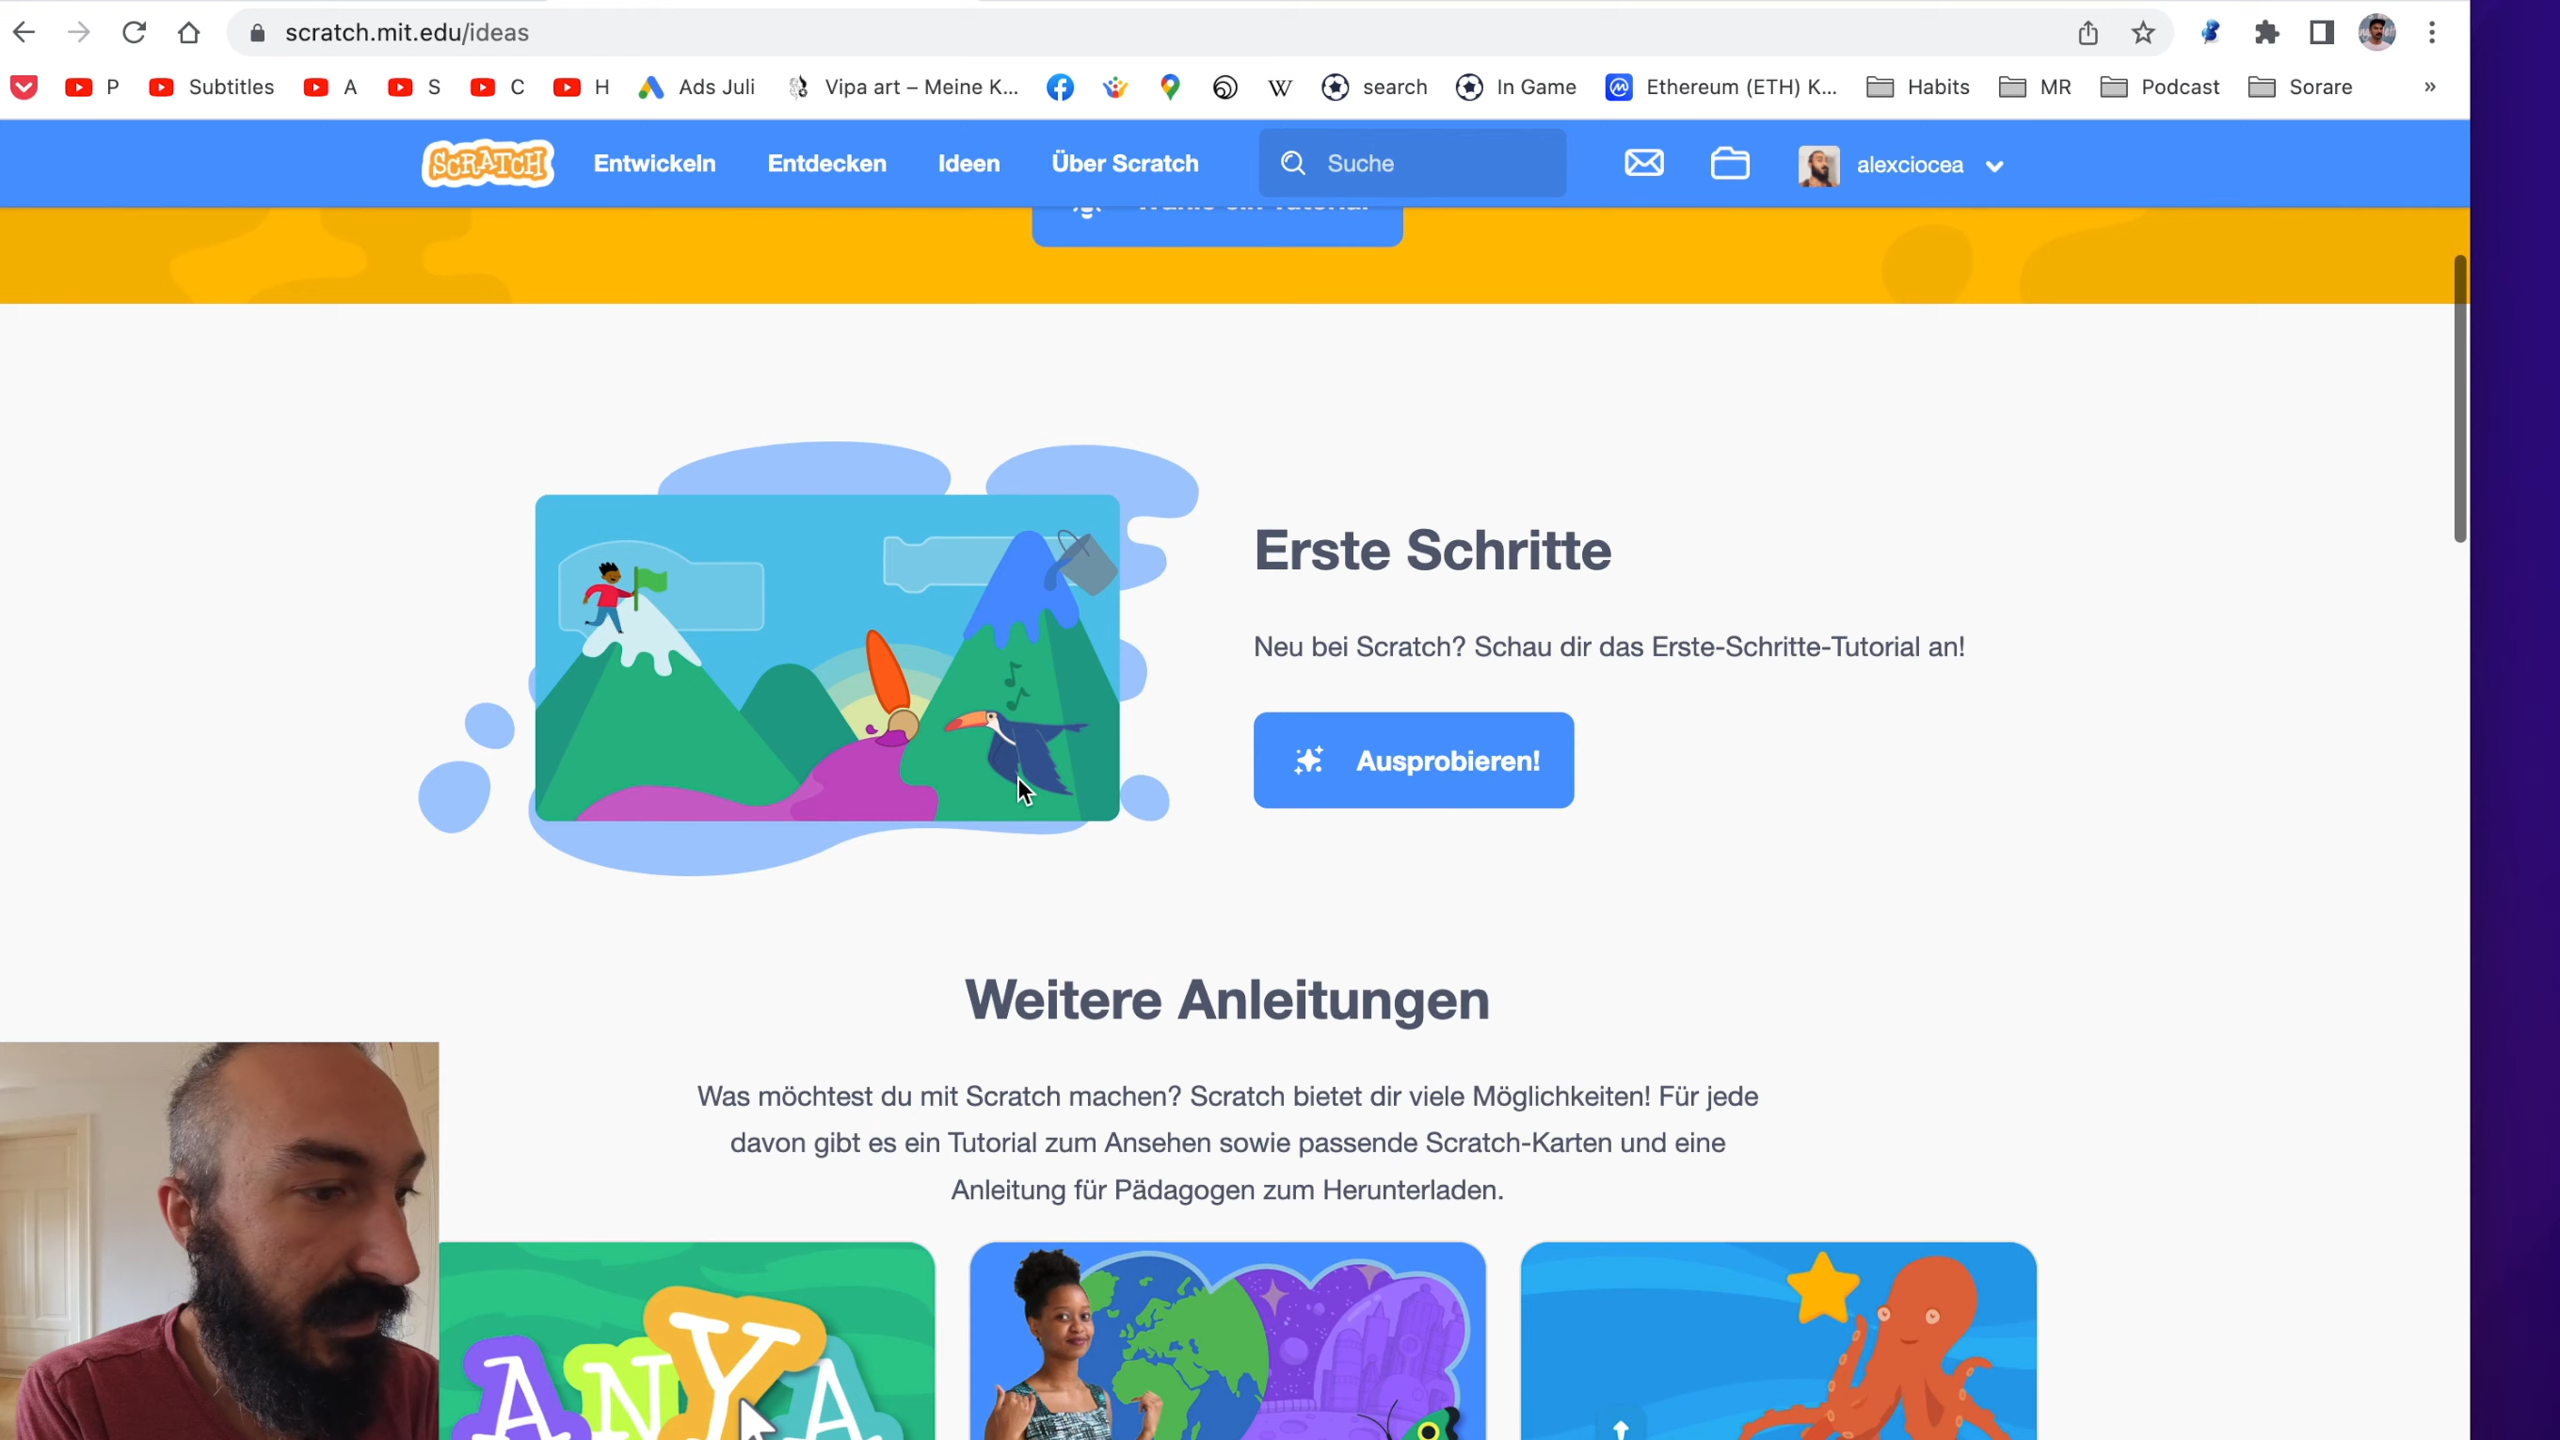 scratch.mit.edu/ideas
P
Subtitles
A
S
C
H
Ads Juli
Vipa art – Meine K...
W
search
In Game
Ethereum (ETH) K...
Habits
MR
Podcast
Sorare
»
SCRATCH
Entwickeln
Entdecken
Ideen
Über Scratch
Suche
alexciocea
Erste Schritte
Neu bei Scratch? Schau dir das Erste-Schritte-Tutorial an!
Ausprobieren!
Weitere Anleitungen
Was möchtest du mit Scratch machen? Scratch bietet dir viele Möglichkeiten! Für jede
davon gibt es ein Tutorial zum Ansehen sowie passende Scratch-Karten und eine
Anleitung für Pädagogen zum Herunterladen.
ANYA